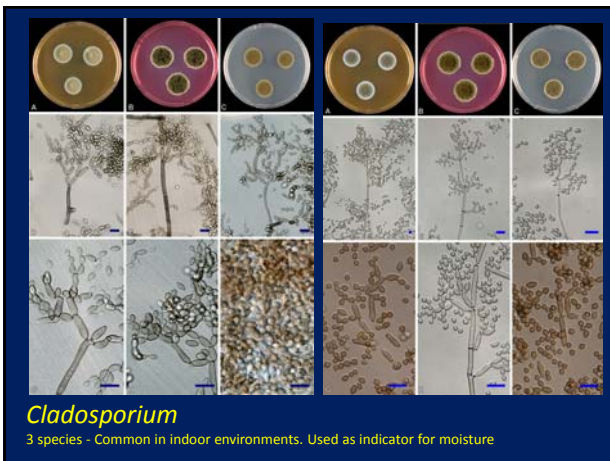 A B C A B C
Cladosporium
3 species - Common in indoor environments. Used as indicator for moisture